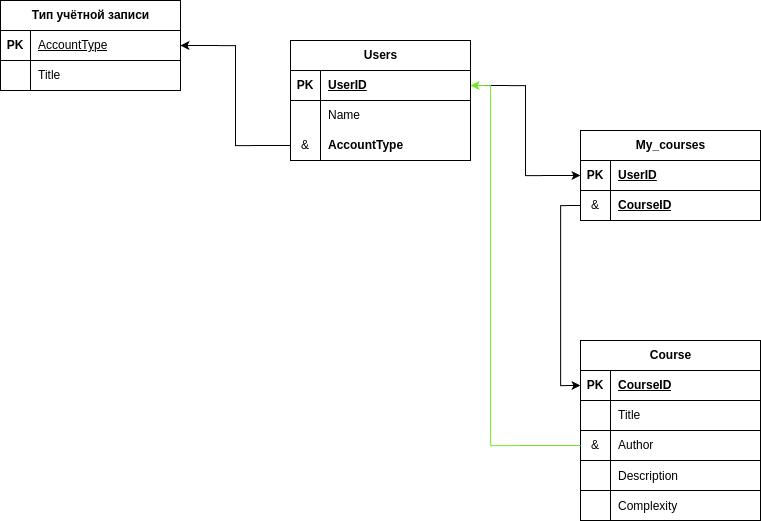 Тип учётной записи
PK AccountType
Title
Users
PK UserID
Name
& AccountType
My_courses
PK UserID
& CourseID
Course
PK CourseID
Title
& Author
Description
Complexity